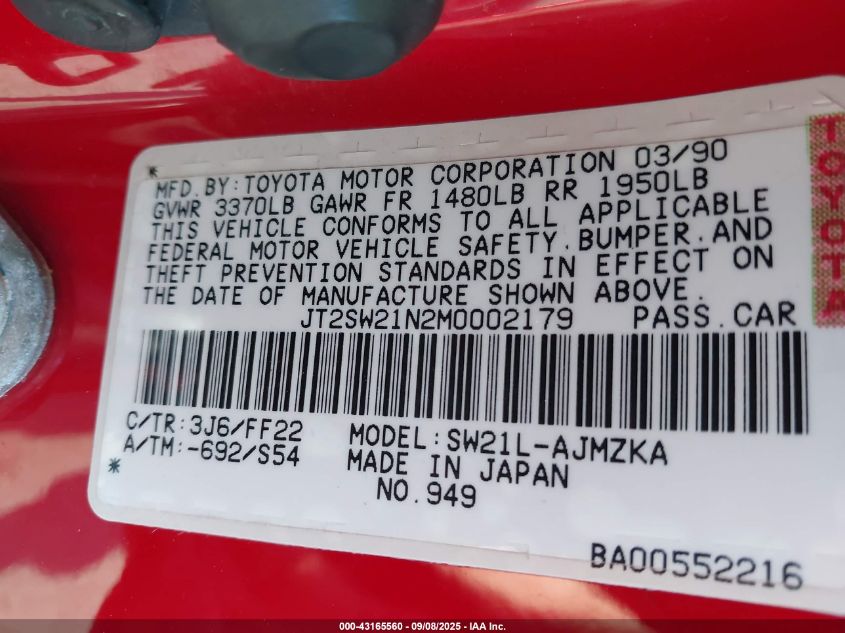 MFD. BY: TOYOTA MOTOR CORPORATION 03/90
GVWR 3370LB GAWR FR 1480LB RR 1950LB
THIS VEHICLE CONFORMS TO ALL APPLICABLE
FEDERAL MOTOR VEHICLE SAFETY, BUMPER, AND
THEFT PREVENTION STANDARDS IN EFFECT ON
THE DATE OF MANUFACTURE SHOWN ABOVE.
JT2SW21N2M0002179 PASS. CAR
C/TR: 3J6/FF22 MODEL: SW21L-AJMZKA
A/TM: -692/S54 MADE IN JAPAN
NO. 949
BA00552216
TOYOTA
000-43165560 - 09/08/2025 - IAA Inc.